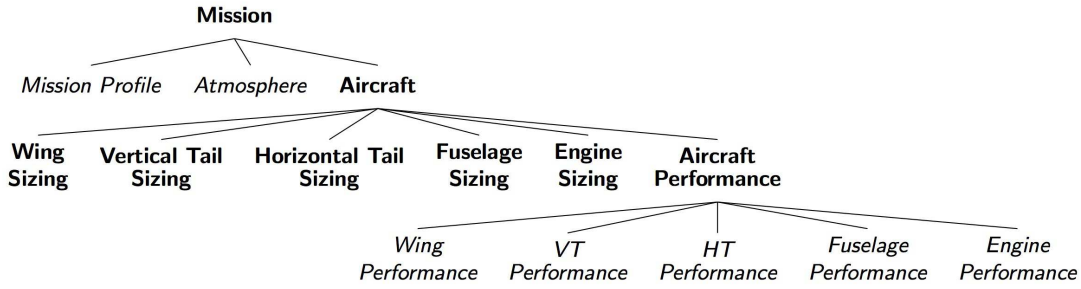 Mission
Mission Profile
Atmosphere
Aircraft
Wing
Sizing
Vertical Tail
Sizing
Horizontal Tail
Sizing
Fuselage
Sizing
Engine
Sizing
Aircraft
Performance
Wing
Performance
VT
Performance
HT
Performance
Fuselage
Performance
Engine
Performance